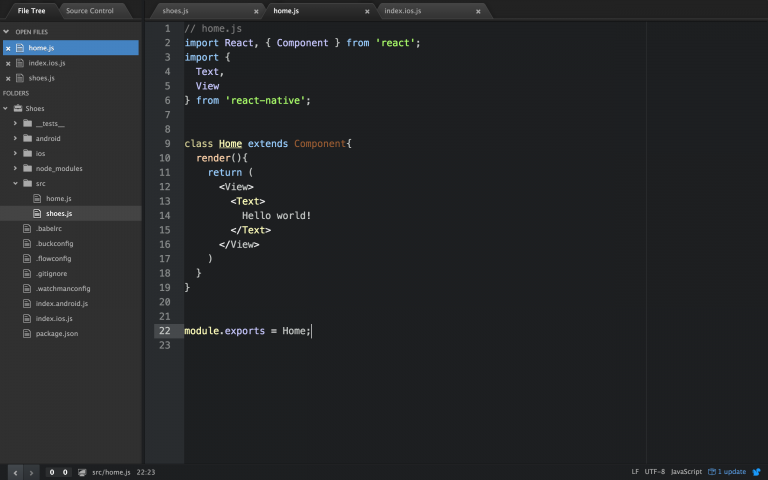 File Tree
Source Control
shoes.js
home.js
index.ios.js
OPEN FILES
home.js
index.ios.js
shoes.js
FOLDERS
Shoes
__tests__
android
ios
node_modules
src
home.js
shoes.js
.babelrc
.buckconfig
.flowconfig
.gitignore
.watchmanconfig
index.android.js
index.ios.js
package.json
1 // home.js
2 import React, { Component } from 'react';
3 import {
4 Text,
5 View
6 } from 'react-native';
7
8
9 class Home extends Component{
10 render(){
11 return (
12 <View>
13 <Text>
14 Hello world!
15 </Text>
16 </View>
17 )
18 }
19 }
20
21
22 module.exports = Home;
23
0 0 src/home.js 22:23
LF UTF-8 JavaScript 1 update